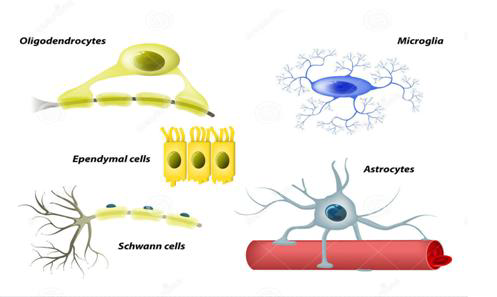 Oligodendrocytes
Microglia
Ependymal cells
Astrocytes
Schwann cells